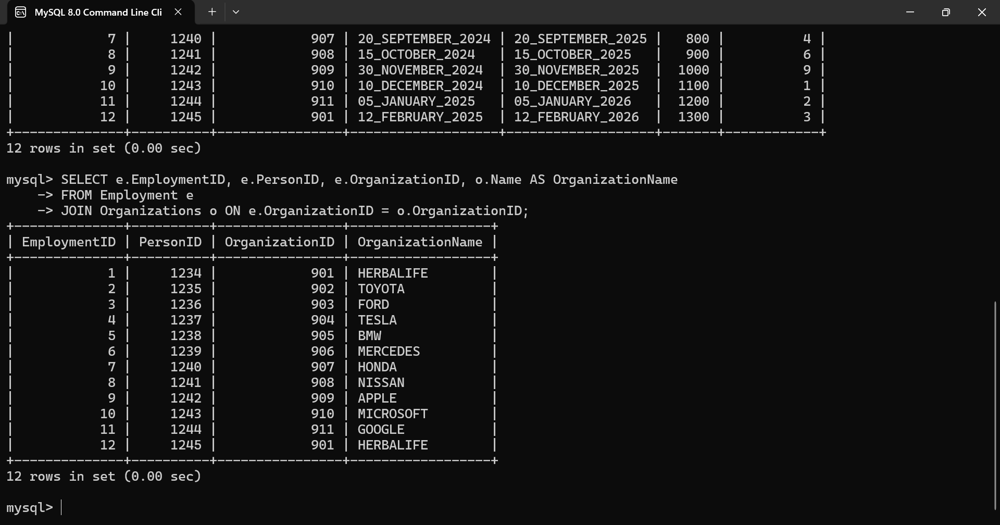 MySQL 8.0 Command Line Cli
|             7 |     1240 |            907 | 20_SEPTEMBER_2024 | 20_SEPTEMBER_2025 |   800 |          4 |
|             8 |     1241 |            908 | 15_OCTOBER_2024   | 15_OCTOBER_2025   |   900 |          6 |
|             9 |     1242 |            909 | 30_NOVEMBER_2024  | 30_NOVEMBER_2025  |  1000 |          9 |
|            10 |     1243 |            910 | 10_DECEMBER_2024  | 10_DECEMBER_2025  |  1100 |          1 |
|            11 |     1244 |            911 | 05_JANUARY_2025   | 05_JANUARY_2026   |  1200 |          2 |
|            12 |     1245 |            901 | 12_FEBRUARY_2025  | 12_FEBRUARY_2026  |  1300 |          3 |
+--------------+----------+----------------+-------------------+-------------------+-------+------------+
12 rows in set (0.00 sec)
mysql> SELECT e.EmploymentID, e.PersonID, e.OrganizationID, o.Name AS OrganizationName
    -> FROM Employment e
    -> JOIN Organizations o ON e.OrganizationID = o.OrganizationID;
+--------------+----------+----------------+------------------+
| EmploymentID | PersonID | OrganizationID | OrganizationName |
+--------------+----------+----------------+------------------+
|            1 |     1234 |            901 | HERBALIFE        |
|            2 |     1235 |            902 | TOYOTA           |
|            3 |     1236 |            903 | FORD             |
|            4 |     1237 |            904 | TESLA            |
|            5 |     1238 |            905 | BMW              |
|            6 |     1239 |            906 | MERCEDES         |
|            7 |     1240 |            907 | HONDA            |
|            8 |     1241 |            908 | NISSAN           |
|            9 |     1242 |            909 | APPLE            |
|           10 |     1243 |            910 | MICROSOFT        |
|           11 |     1244 |            911 | GOOGLE           |
|           12 |     1245 |            901 | HERBALIFE        |
+--------------+----------+----------------+------------------+
12 rows in set (0.00 sec)
mysql>